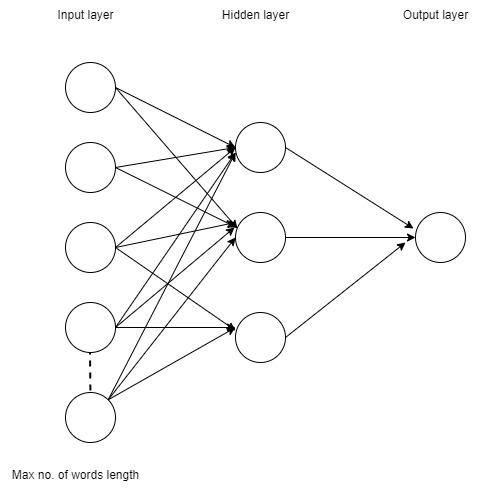 Input layer
Hidden layer
Output layer
Max no. of words length